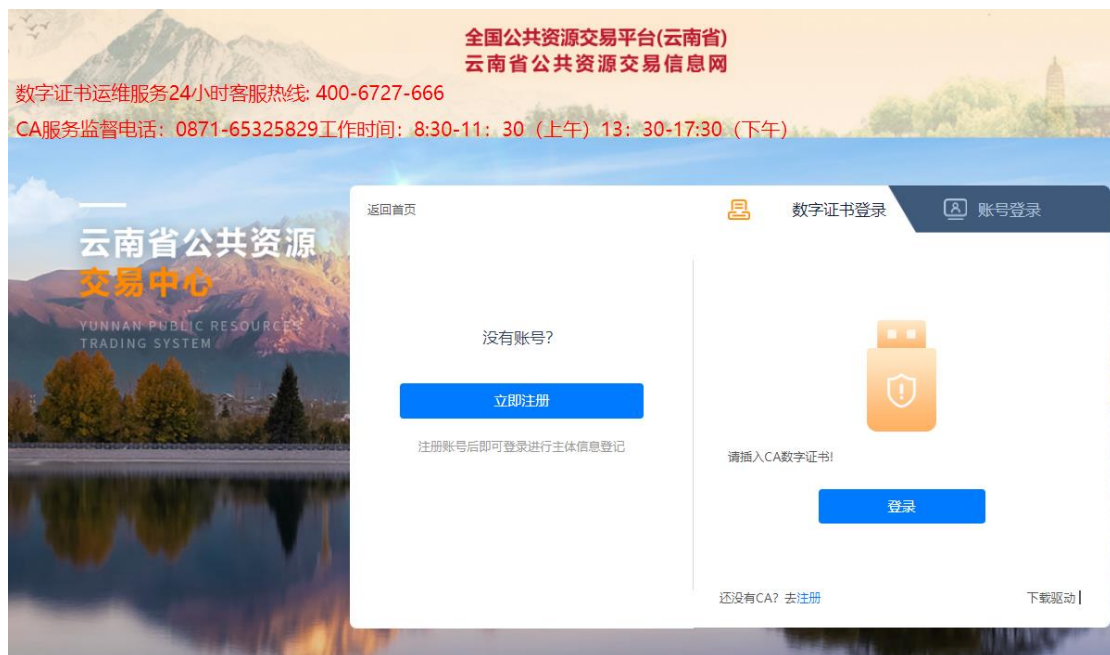 全国公共资源交易平台(云南省)
云南省公共资源交易信息网
数字证书运维服务24小时客服热线: 400-6727-666
CA服务监督电话：0871-65325829工作时间：8:30-11：30（上午）13：30-17:30（下午）
云南省公共资源
交易中心
YUNNAN PUBLIC RESOURCES
TRADING SYSTEM
返回首页
数字证书登录
账号登录
没有账号?
立即注册
注册账号后即可登录进行主体信息登记
请插入CA数字证书!
登录
还没有CA? 去注册
下载驱动